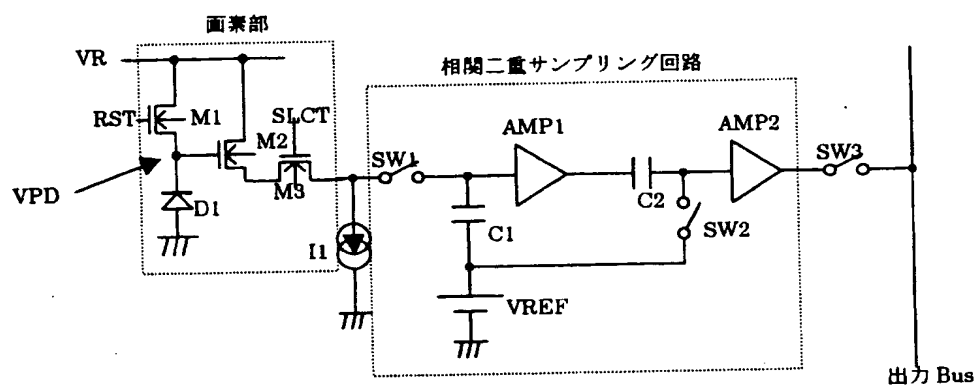 画素部
VR
相関二重サンプリング回路
RST
M1
SLCT
M2
AMP1
AMP2
SW1
SW3
VPD
M3
D1
C1
C2
SW2
I1
VREF
出力 Bus